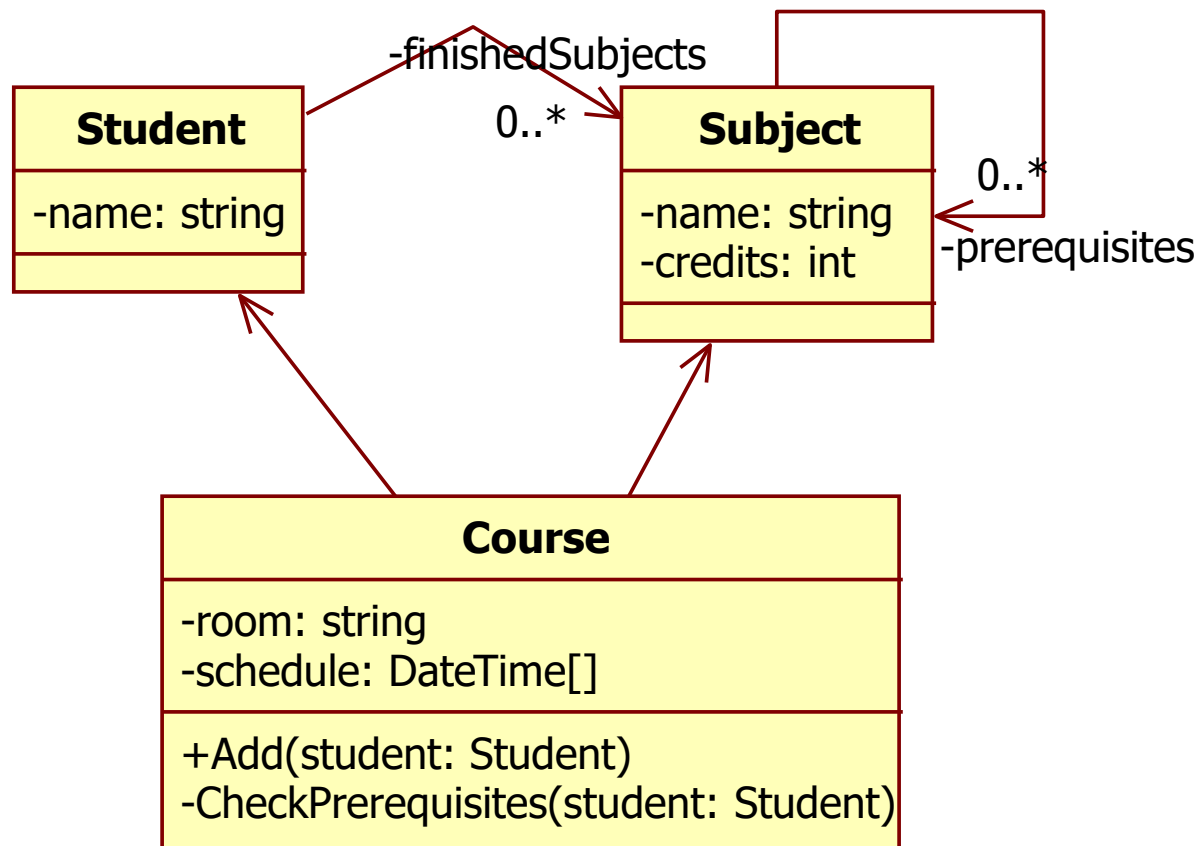 -finishedSubjects
0..*
Student
-name: string
Subject
-name: string
-credits: int
0..*
-prerequisites
Course
-room: string
-schedule: DateTime[]
+Add(student: Student)
-CheckPrerequisites(student: Student)